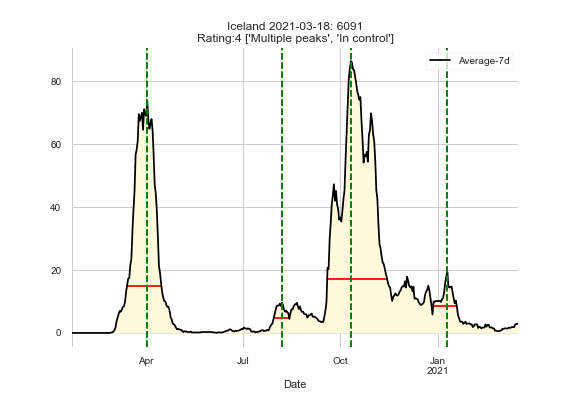 Iceland 2021-03-18: 6091
Rating:4 ['Multiple peaks', 'In control']
Average-7d
80
60
40
20
0
Apr
Jul
Oct
Jan
2021
Date